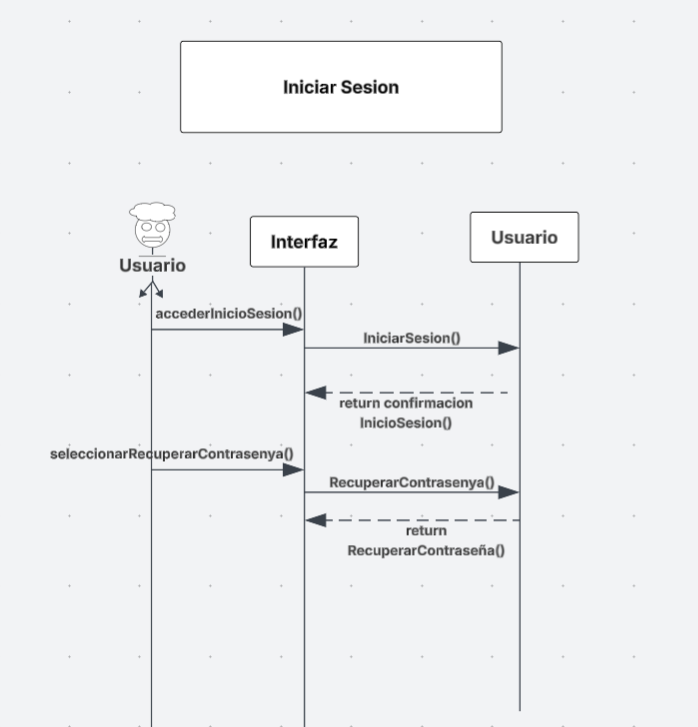 Iniciar Sesion
Usuario
Interfaz
Usuario
accederInicioSesion()
IniciarSesion()
return confirmacion
InicioSesion()
seleccionarRecuperarContrasenya()
RecuperarContrasenya()
return
RecuperarContraseña()